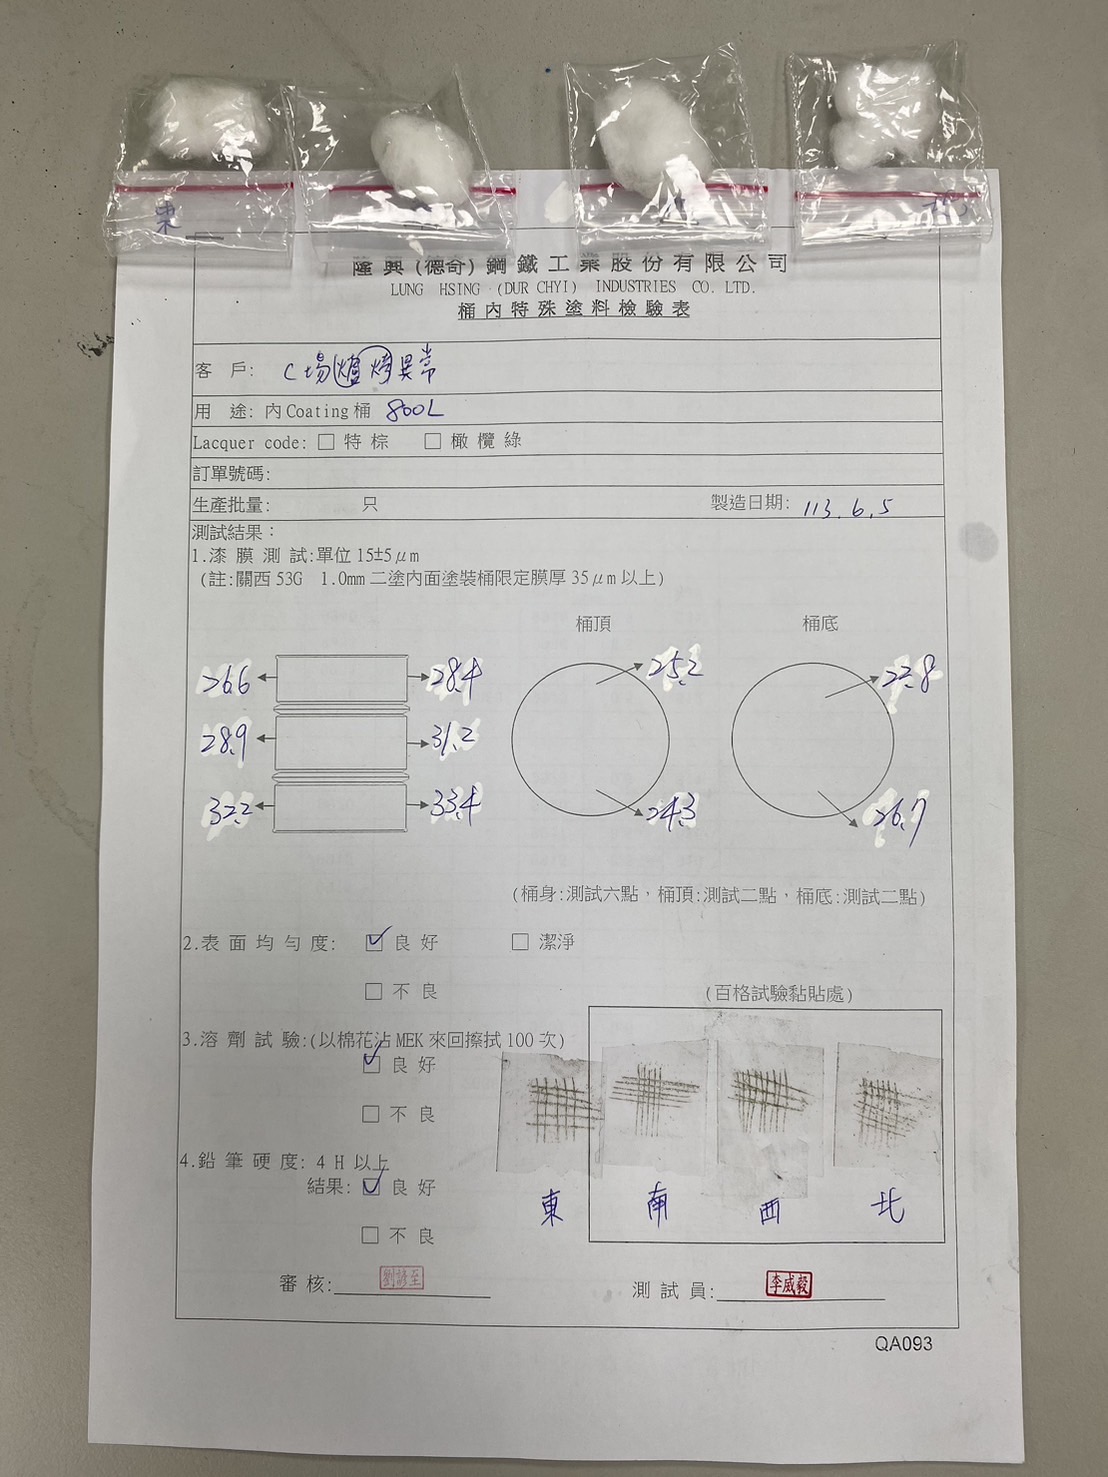 東
北
隆興(德奇)鋼鐵工業股份有限公司
LUNG HSING (DUR CHYI) INDUSTRIES CO. LTD.
桶內特殊塗料檢驗表
客 戶: C場爐烤異常
用 途: 內Coating桶 800L
Lacquer code: □ 特棕 □ 橄欖綠
訂單號碼:
生產批量: 只 製造日期: 113.6.5
測試結果：
1.漆膜測試:單位 15±5μm
(註:關西 53G 1.0mm 二塗內面塗裝桶限定膜厚 35μm以上)
桶頂 桶底
26.6 28.4 25.2 22.8
28.9 31.2
32.2 33.4 24.3 26.7
(桶身:測試六點，桶頂:測試二點，桶底:測試二點)
2.表面均勻度: ☑ 良好 □ 潔淨
□ 不良
(百格試驗黏貼處)
3.溶劑試驗:(以棉花沾MEK來回擦拭100次)
☑ 良好
□ 不良
4.鉛筆硬度: 4H以上
結果: ☑ 良好
東 南 西 北
□ 不良
審核: 測試員: 李威毅
QA093